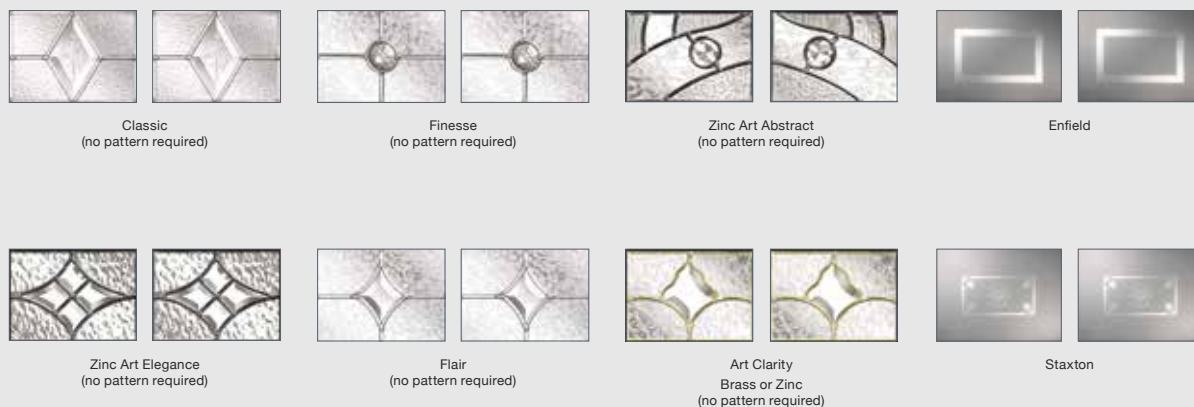 Classic
(no pattern required)
Finesse
(no pattern required)
Zinc Art Abstract
(no pattern required)
Enfield
Zinc Art Elegance
(no pattern required)
Flair
(no pattern required)
Art Clarity
Brass or Zinc
(no pattern required)
Staxton